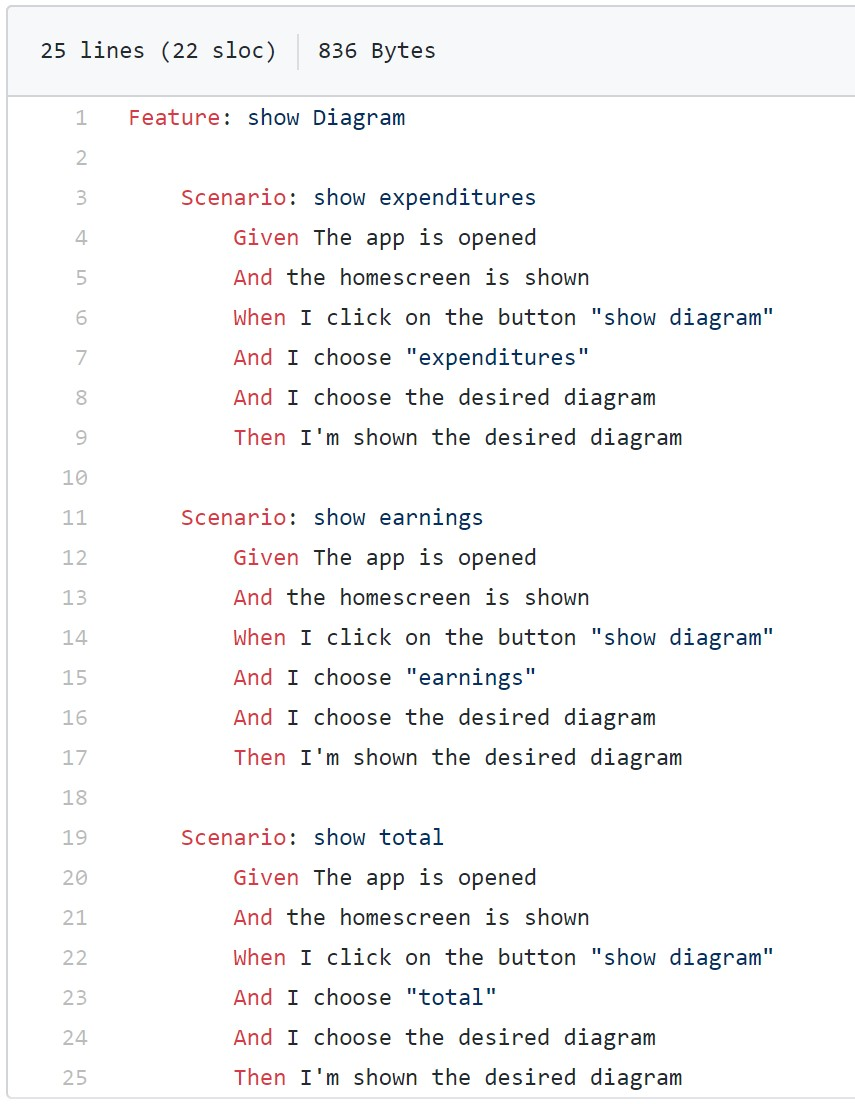 25 lines (22 sloc) 836 Bytes
1 Feature: show Diagram
2
3 Scenario: show expenditures
4 Given The app is opened
5 And the homescreen is shown
6 When I click on the button "show diagram"
7 And I choose "expenditures"
8 And I choose the desired diagram
9 Then I'm shown the desired diagram
10
11 Scenario: show earnings
12 Given The app is opened
13 And the homescreen is shown
14 When I click on the button "show diagram"
15 And I choose "earnings"
16 And I choose the desired diagram
17 Then I'm shown the desired diagram
18
19 Scenario: show total
20 Given The app is opened
21 And the homescreen is shown
22 When I click on the button "show diagram"
23 And I choose "total"
24 And I choose the desired diagram
25 Then I'm shown the desired diagram